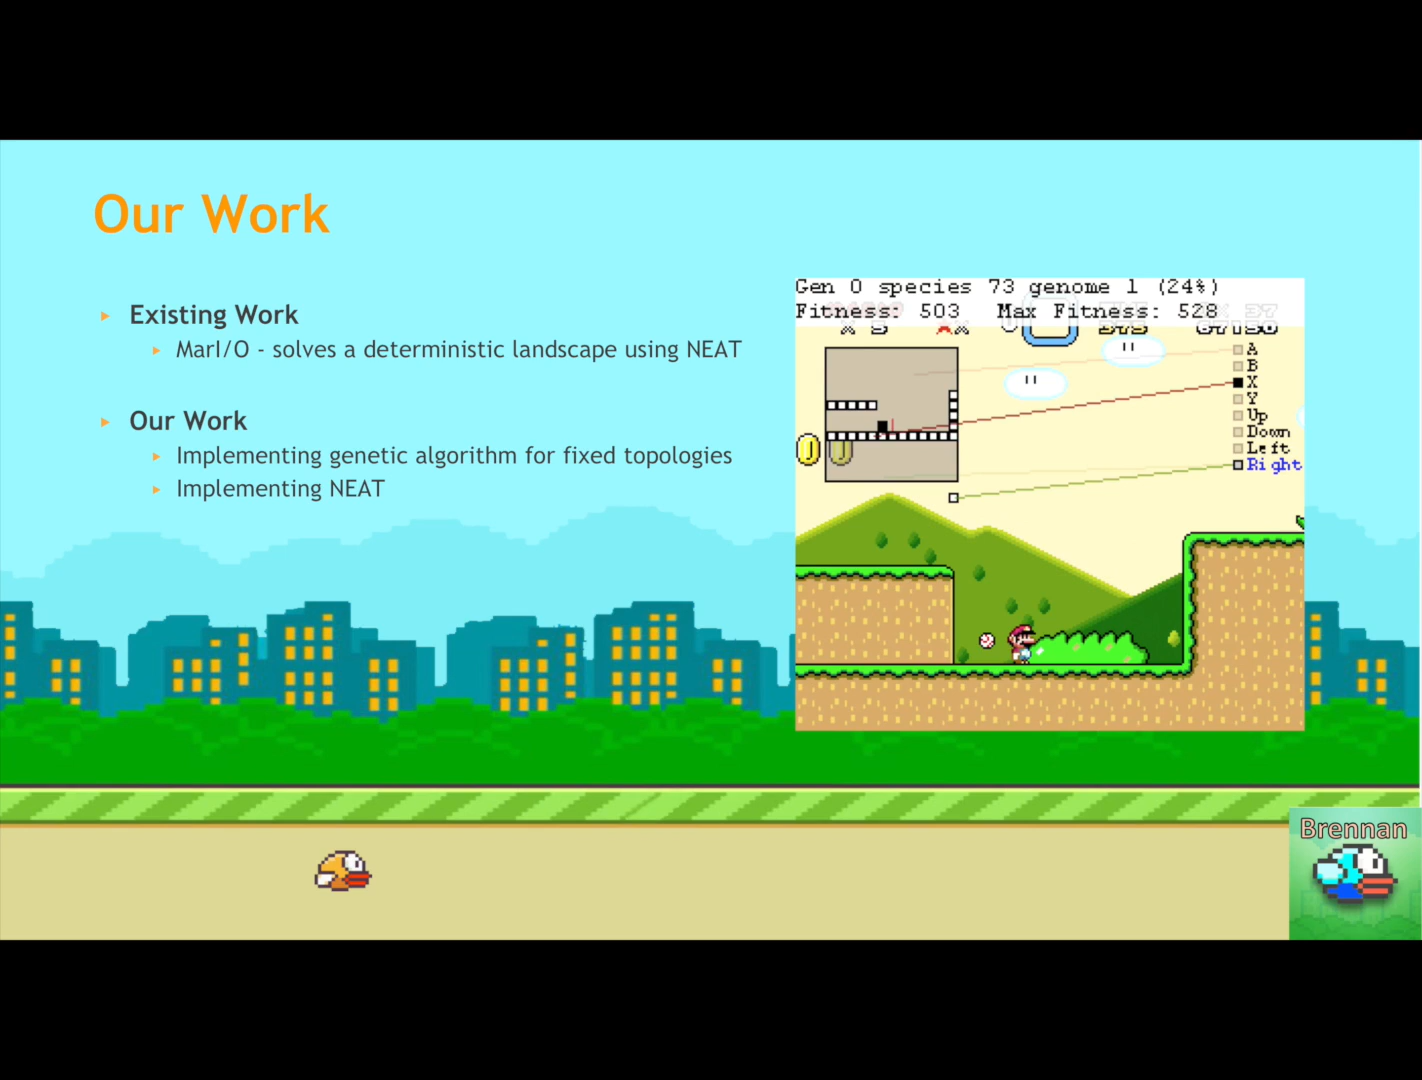 Our Work
Existing Work
MarI/O - solves a deterministic landscape using NEAT
Our Work
Implementing genetic algorithm for fixed topologies
Implementing NEAT
Gen 0 species 73 genome 1 (24%)
Fitness: 503 Max Fitness: 528
A
B
X
Y
Up
Down
Left
Right
Brennan